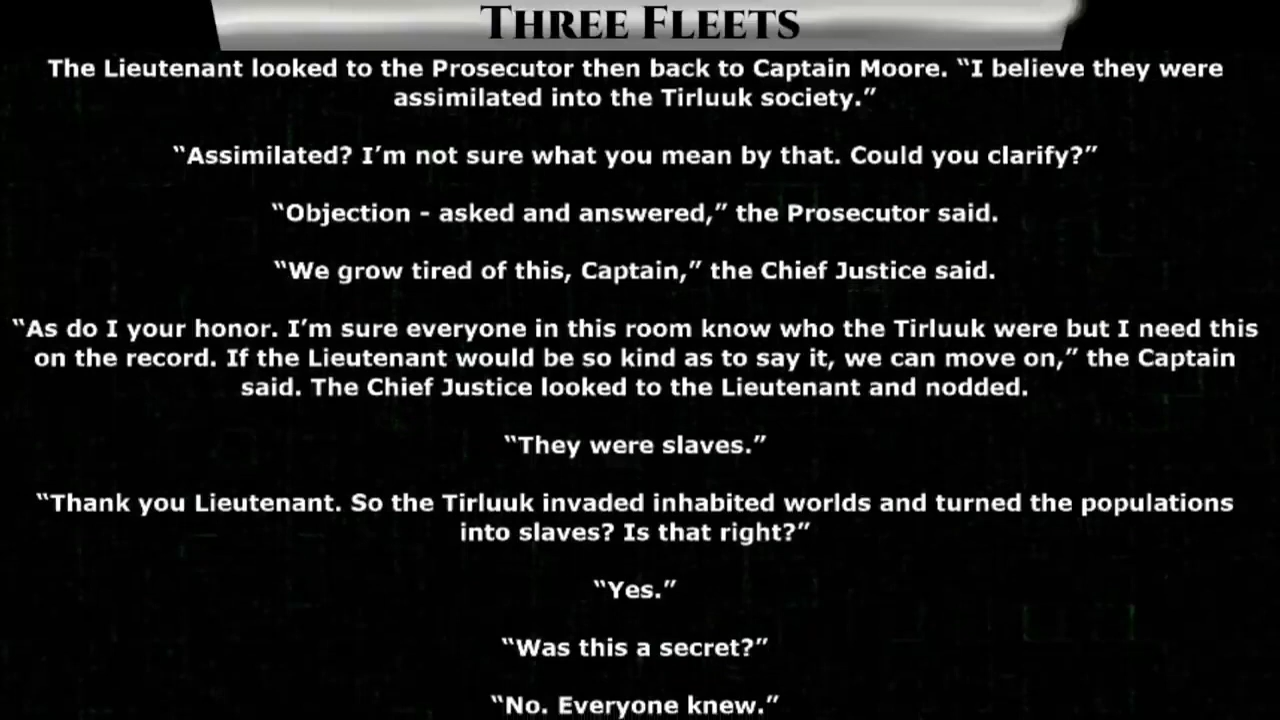 THREE FLEETS
The Lieutenant looked to the Prosecutor then back to Captain Moore. “I believe they were
assimilated into the Tirluuk society.”
“Assimilated? I’m not sure what you mean by that. Could you clarify?”
“Objection - asked and answered,” the Prosecutor said.
“We grow tired of this, Captain,” the Chief Justice said.
“As do I your honor. I’m sure everyone in this room know who the Tirluuk were but I need this
on the record. If the Lieutenant would be so kind as to say it, we can move on,” the Captain
said. The Chief Justice looked to the Lieutenant and nodded.
“They were slaves.”
“Thank you Lieutenant. So the Tirluuk invaded inhabited worlds and turned the populations
into slaves? Is that right?”
“Yes.”
“Was this a secret?”
“No. Everyone knew.”